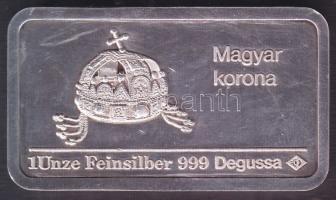 Magyar
korona
1Unze Feinsilber 999 Degussa